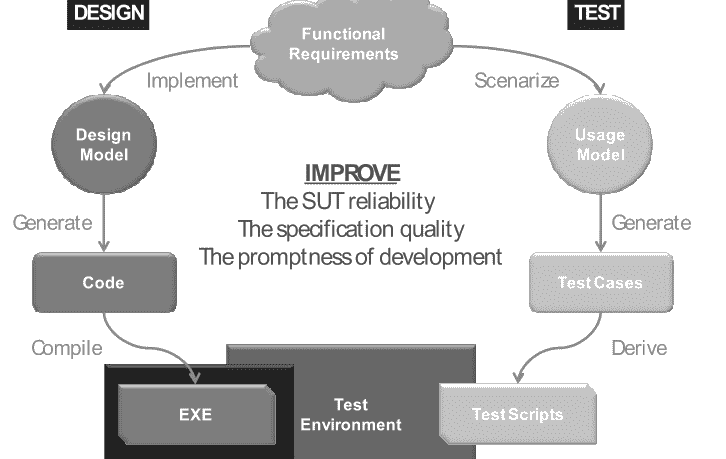 DESIGN
TEST
Functional
Requirements
Implement
Scenarize
Design
Model
Usage
Model
IMPROVE
The SUT reliability
The specification quality
The promptness of development
Generate
Generate
Code
Test Cases
Compile
Derive
EXE
Test
Environment
Test Scripts